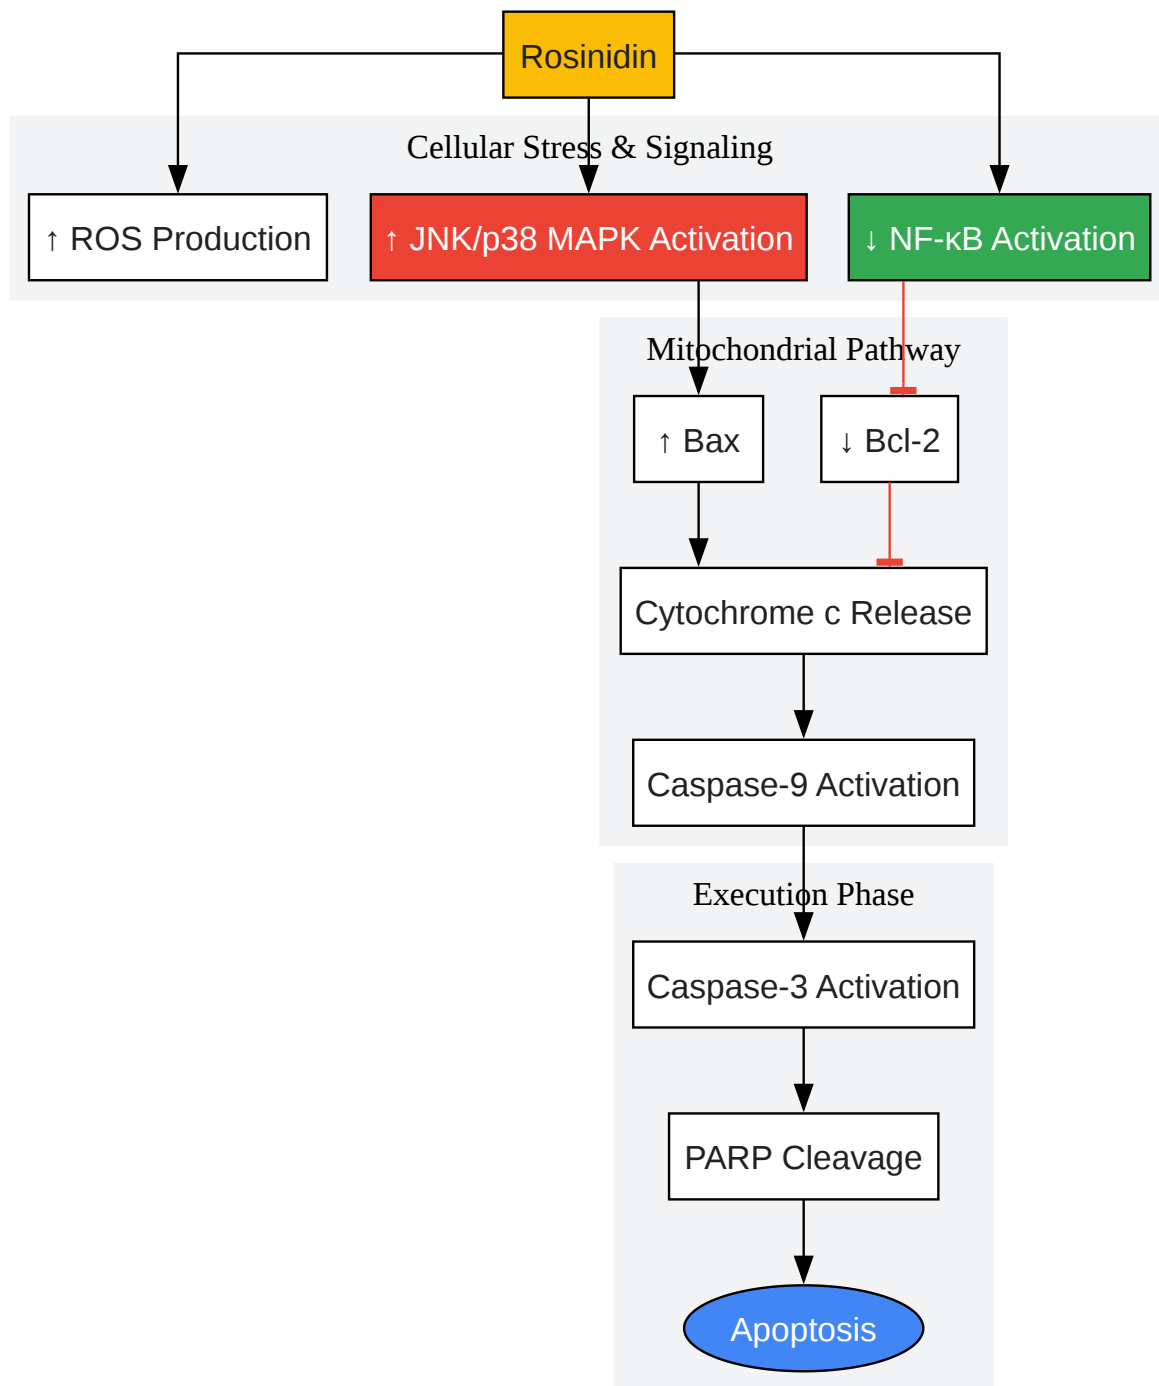 Rosinidin
Cellular Stress & Signaling
↑ ROS Production
↑ JNK/p38 MAPK Activation
↓ NF-κB Activation
Mitochondrial Pathway
↑ Bax
↓ Bcl-2
Cytochrome c Release
Caspase-9 Activation
Execution Phase
Caspase-3 Activation
PARP Cleavage
Apoptosis